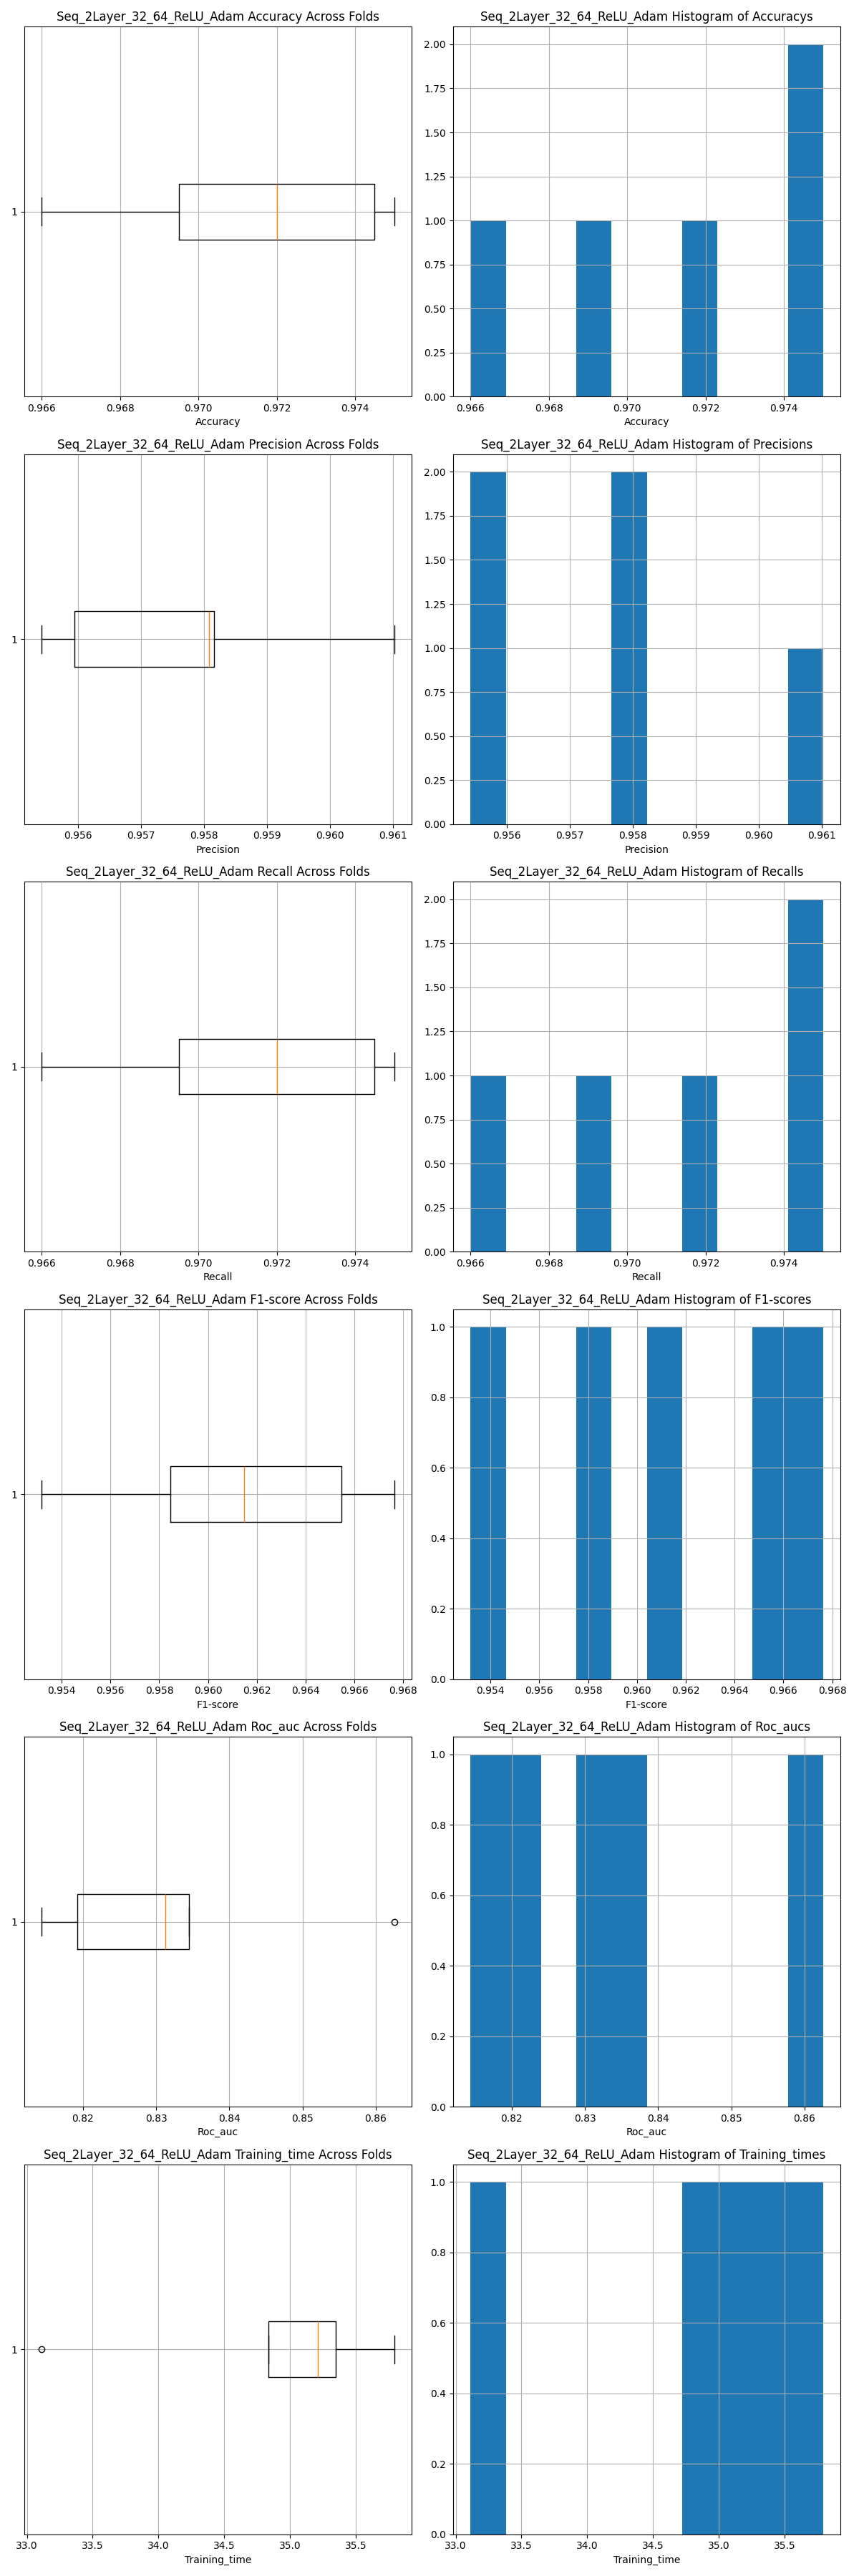 Seq_2Layer_32_64_ReLU_Adam Accuracy Across Folds
1
0.966 0.968 0.970 0.972 0.974
Accuracy
Seq_2Layer_32_64_ReLU_Adam Histogram of Accuracys
2.00
1.75
1.50
1.25
1.00
0.75
0.50
0.25
0.00
0.966 0.968 0.970 0.972 0.974
Accuracy
Seq_2Layer_32_64_ReLU_Adam Precision Across Folds
1
0.956 0.957 0.958 0.959 0.960 0.961
Precision
Seq_2Layer_32_64_ReLU_Adam Histogram of Precisions
2.00
1.75
1.50
1.25
1.00
0.75
0.50
0.25
0.00
0.956 0.957 0.958 0.959 0.960 0.961
Precision
Seq_2Layer_32_64_ReLU_Adam Recall Across Folds
1
0.966 0.968 0.970 0.972 0.974
Recall
Seq_2Layer_32_64_ReLU_Adam Histogram of Recalls
2.00
1.75
1.50
1.25
1.00
0.75
0.50
0.25
0.00
0.966 0.968 0.970 0.972 0.974
Recall
Seq_2Layer_32_64_ReLU_Adam F1-score Across Folds
1
0.954 0.956 0.958 0.960 0.962 0.964 0.966 0.968
F1-score
Seq_2Layer_32_64_ReLU_Adam Histogram of F1-scores
1.0
0.8
0.6
0.4
0.2
0.0
0.954 0.956 0.958 0.960 0.962 0.964 0.966 0.968
F1-score
Seq_2Layer_32_64_ReLU_Adam Roc_auc Across Folds
1
0.82 0.83 0.84 0.85 0.86
Roc_auc
Seq_2Layer_32_64_ReLU_Adam Histogram of Roc_aucs
1.0
0.8
0.6
0.4
0.2
0.0
0.82 0.83 0.84 0.85 0.86
Roc_auc
Seq_2Layer_32_64_ReLU_Adam Training_time Across Folds
1
33.0 33.5 34.0 34.5 35.0 35.5
Training_time
Seq_2Layer_32_64_ReLU_Adam Histogram of Training_times
1.0
0.8
0.6
0.4
0.2
0.0
33.0 33.5 34.0 34.5 35.0 35.5
Training_time